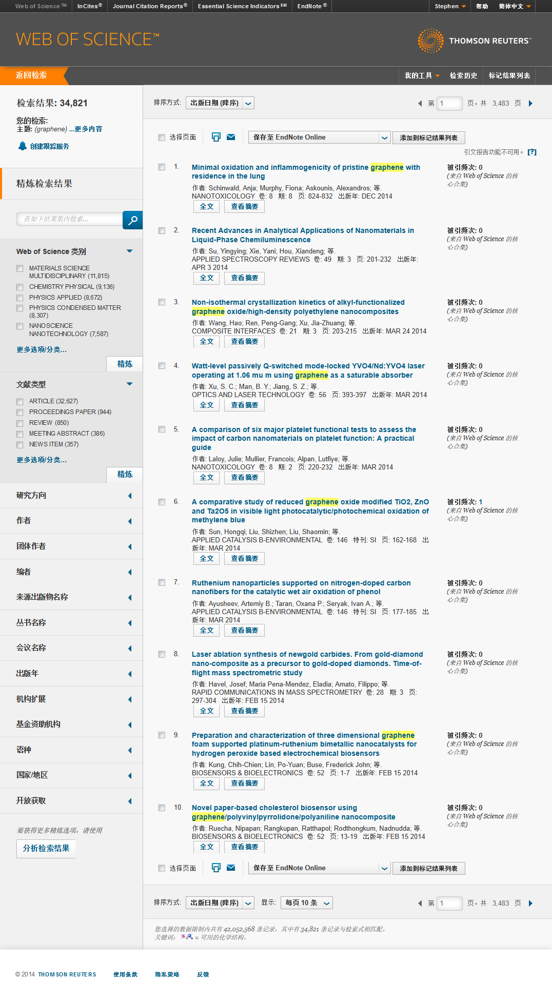 Web of Science™ InCites® Journal Citation Reports® Essential Science Indicators℠ EndNote® Stephen 帮助 简体中文
WEB OF SCIENCE™
THOMSON REUTERS™
返回检索 我的工具 检索历史 标记结果列表
检索结果: 34,821
您的检索:
主题: (graphene) ...更多内容
创建跟踪服务
精炼检索结果
在如下结果集内检索...
Web of Science 类别
MATERIALS SCIENCE
MULTIDISCIPLINARY (11,815)
CHEMISTRY PHYSICAL (9,136)
PHYSICS APPLIED (8,672)
PHYSICS CONDENSED MATTER
(8,307)
NANOSCIENCE
NANOTECHNOLOGY (7,587)
更多选项/分类...
精炼
文献类型
ARTICLE (32,627)
PROCEEDINGS PAPER (944)
REVIEW (850)
MEETING ABSTRACT (386)
NEWS ITEM (357)
更多选项/分类...
精炼
研究方向
作者
团体作者
编者
来源出版物名称
丛书名称
会议名称
出版年
机构扩展
基金资助机构
语种
国家/地区
开放获取
要获得更多精炼选项，请使用
分析检索结果
排序方式: 出版日期 (降序) 第 1 页，共 3,483 页
选择页面 保存至 EndNote Online 添加到标记结果列表
引文报告功能不可用。 [?]
1. Minimal oxidation and inflammogenicity of pristine graphene with
residence in the lung
作者: Schinwald, Anja; Murphy, Fiona; Askounis, Alexandros; 等.
NANOTOXICOLOGY 卷: 8 期: 8 页: 824-832 出版年: DEC 2014
全文 查看摘要
被引频次: 0
(来自 Web of Science 的核
心合集)
2. Recent Advances in Analytical Applications of Nanomaterials in
Liquid-Phase Chemiluminescence
作者: Su, Yingying; Xie, Yani; Hou, Xiandeng; 等.
APPLIED SPECTROSCOPY REVIEWS 卷: 49 期: 3 页: 201-232 出版年:
APR 3 2014
全文 查看摘要
被引频次: 0
(来自 Web of Science 的核
心合集)
3. Non-isothermal crystallization kinetics of alkyl-functionalized
graphene oxide/high-density polyethylene nanocomposites
作者: Wang, Hao; Ren, Peng-Gang; Xu, Jia-Zhuang; 等.
COMPOSITE INTERFACES 卷: 21 期: 3 页: 203-215 出版年: MAR 24 2014
全文 查看摘要
被引频次: 0
(来自 Web of Science 的核
心合集)
4. Watt-level passively Q-switched mode-locked YVO4/Nd:YVO4 laser
operating at 1.06 mu m using graphene as a saturable absorber
作者: Xu, S. C.; Man, B. Y.; Jiang, S. Z.; 等.
OPTICS AND LASER TECHNOLOGY 卷: 56 页: 393-397 出版年: MAR 2014
全文 查看摘要
被引频次: 0
(来自 Web of Science 的核
心合集)
5. A comparison of six major platelet functional tests to assess the
impact of carbon nanomaterials on platelet function: A practical
guide
作者: Laloy, Julie; Mullier, Francois; Alpan, Lutfiye; 等.
NANOTOXICOLOGY 卷: 8 期: 2 页: 220-232 出版年: MAR 2014
全文 查看摘要
被引频次: 0
(来自 Web of Science 的核
心合集)
6. A comparative study of reduced graphene oxide modified TiO2, ZnO
and Ta2O5 in visible light photocatalytic/photochemical oxidation of
methylene blue
作者: Sun, Hongqi; Liu, Shizhen; Liu, Shaomin; 等.
APPLIED CATALYSIS B-ENVIRONMENTAL 卷: 146 特刊: SI 页: 162-168 出
版年: MAR 2014
全文 查看摘要
被引频次: 1
(来自 Web of Science 的核
心合集)
7. Ruthenium nanoparticles supported on nitrogen-doped carbon
nanofibers for the catalytic wet air oxidation of phenol
作者: Ayusheev, Artemiy B.; Taran, Oxana P.; Seryak, Ivan A.; 等.
APPLIED CATALYSIS B-ENVIRONMENTAL 卷: 146 特刊: SI 页: 177-185 出
版年: MAR 2014
全文 查看摘要
被引频次: 0
(来自 Web of Science 的核
心合集)
8. Laser ablation synthesis of newgold carbides. From gold-diamond
nano-composite as a precursor to gold-doped diamonds. Time-of-
flight mass spectrometric study
作者: Havel, Josef; Maria Pena-Mendez, Eladia; Amato, Filippo; 等.
RAPID COMMUNICATIONS IN MASS SPECTROMETRY 卷: 28 期: 3 页:
297-304 出版年: FEB 15 2014
全文 查看摘要
被引频次: 0
(来自 Web of Science 的核
心合集)
9. Preparation and characterization of three dimensional graphene
foam supported platinum-ruthenium bimetallic nanocatalysts for
hydrogen peroxide based electrochemical biosensors
作者: Kung, Chih-Chien; Lin, Po-Yuan; Buse, Frederick John; 等.
BIOSENSORS & BIOELECTRONICS 卷: 52 页: 1-7 出版年: FEB 15 2014
全文 查看摘要
被引频次: 0
(来自 Web of Science 的核
心合集)
10. Novel paper-based cholesterol biosensor using
graphene/polyvinylpyrrolidone/polyaniline nanocomposite
作者: Ruecha, Nipapan; Rangkupan, Ratthapol; Rodthongkum, Nadnudda; 等.
BIOSENSORS & BIOELECTRONICS 卷: 52 页: 13-19 出版年: FEB 15 2014
全文 查看摘要
被引频次: 0
(来自 Web of Science 的核
心合集)
选择页面 保存至 EndNote Online 添加到标记结果列表
排序方式: 出版日期 (降序) 显示: 每页 10 条 第 1 页，共 3,483 页
您选择的数据限制内共有 42,052,568 条记录，其中有 34,821 条记录与检索式相匹配。
关键词： = 可用的化学结构。
© 2014 THOMSON REUTERS 使用条款 隐私策略 反馈